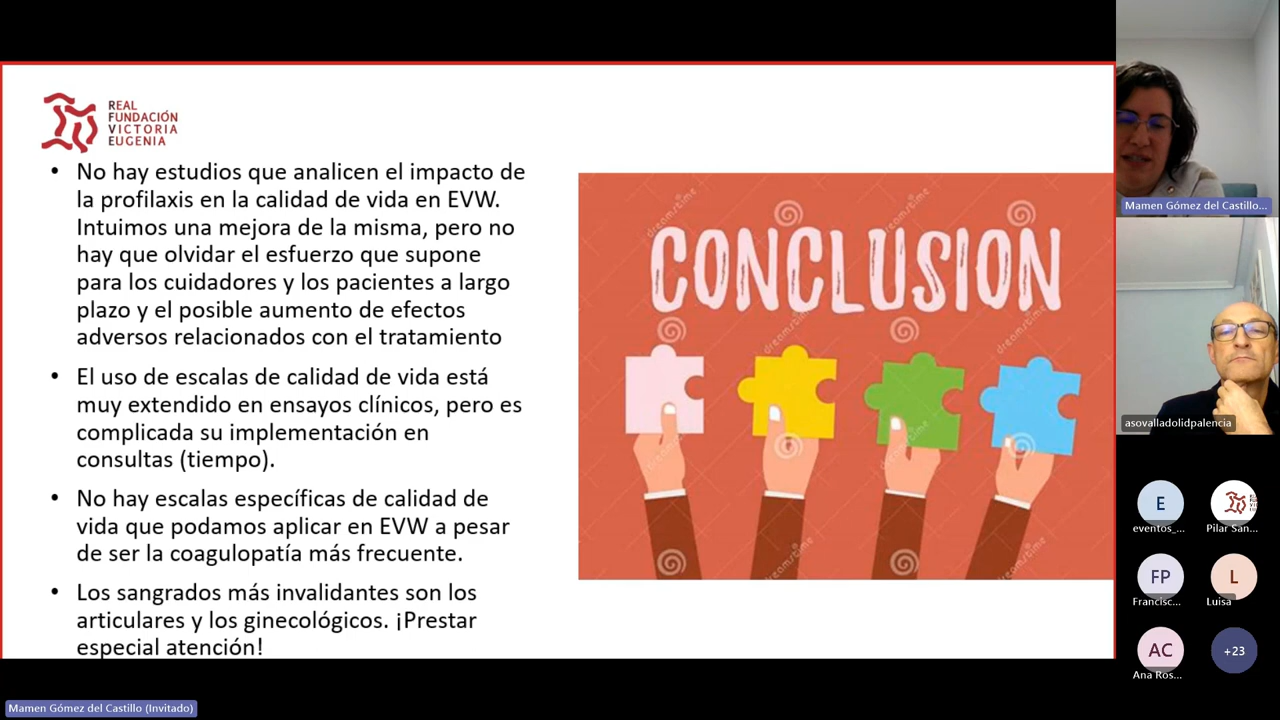 REAL
FUNDACIÓN
VICTORIA
EUGENIA
• No hay estudios que analicen el impacto de
la profilaxis en la calidad de vida en EVW.
Intuimos una mejora de la misma, pero no
hay que olvidar el esfuerzo que supone
para los cuidadores y los pacientes a largo
plazo y el posible aumento de efectos
adversos relacionados con el tratamiento
• El uso de escalas de calidad de vida está
muy extendido en ensayos clínicos, pero es
complicada su implementación en
consultas (tiempo).
• No hay escalas específicas de calidad de
vida que podamos aplicar en EVW a pesar
de ser la coagulopatía más frecuente.
• Los sangrados más invalidantes son los
articulares y los ginecológicos. ¡Prestar
especial atención!
CONCLUSION
dreamstime
dreamstime
dreamstime
dreamstime
dreamstime
Mamen Gómez del Castillo...
asovalladolidpalencia
E
eventos_...
Pilar San...
FP
Francisc...
L
Luisa
AC
Ana Ros...
+23
Mamen Gómez del Castillo (Invitado)